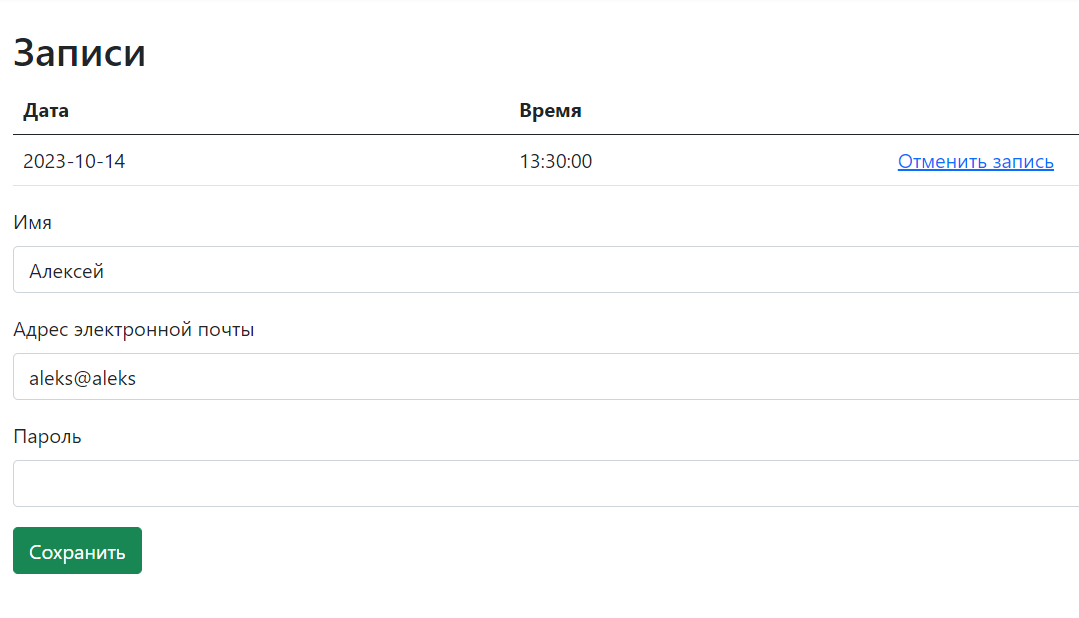 Записи
Дата Время
2023-10-14 13:30:00 Отменить запись
Имя
Алексей
Адрес электронной почты
aleks@aleks
Пароль
Сохранить